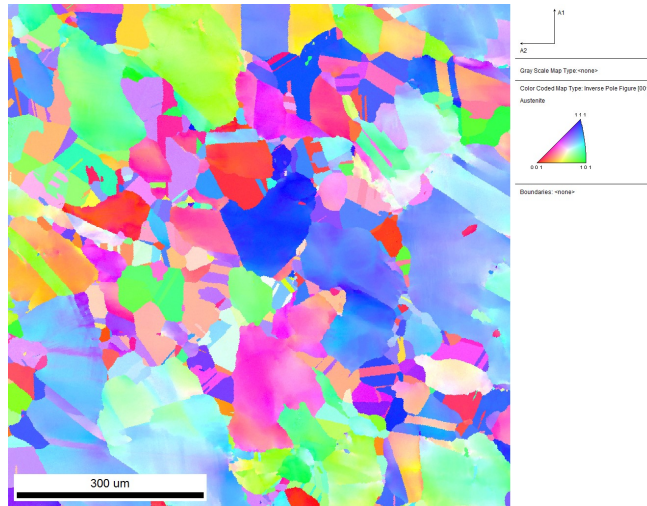 A1
A2
Gray Scale Map Type:<none>
Color Coded Map Type: Inverse Pole Figure [00
Austenite
1 1 1
0 0 1
1 0 1
Boundaries: <none>
300 um